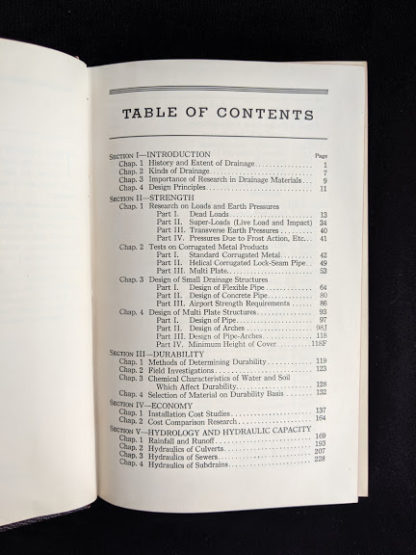 TABLE OF CONTENTS
SECTION I—INTRODUCTION Page
Chap. 1 History and Extent of Drainage 1
Chap. 2 Kinds of Drainage 7
Chap. 3 Importance of Research in Drainage Materials 9
Chap. 4 Design Principles 11
SECTION II—STRENGTH
Chap. 1 Research on Loads and Earth Pressures
Part I. Dead Loads 13
Part II. Super-Loads (Live Load and Impact) 34
Part III. Transverse Earth Pressures 40
Part IV. Pressures Due to Frost Action, Etc. 41
Chap. 2 Tests on Corrugated Metal Products
Part I. Standard Corrugated Metal 42
Part II. Helical Corrugated Lock-Seam Pipe 49
Part III. Multi Plate 53
Chap. 3 Design of Small Drainage Structures
Part I. Design of Flexible Pipe 64
Part II. Design of Concrete Pipe 80
Part III. Airport Strength Requirements 86
Chap. 4 Design of Multi Plate Structures 93
Part I. Design of Pipe 97
Part II. Design of Arches 98J
Part III. Design of Pipe-Arches 118
Part IV. Minimum Height of Cover 118F
SECTION III—DURABILITY
Chap. 1 Methods of Determining Durability 119
Chap. 2 Field Investigations 123
Chap. 3 Chemical Characteristics of Water and Soil
Which Affect Durability 128
Chap. 4 Selection of Material on Durability Basis 132
SECTION IV—ECONOMY
Chap. 1 Installation Cost Studies 137
Chap. 2 Cost Comparison Research 164
SECTION V—HYDROLOGY AND HYDRAULIC CAPACITY
Chap. 1 Rainfall and Runoff 169
Chap. 2 Hydraulics of Culverts 193
Chap. 3 Hydraulics of Sewers 207
Chap. 4 Hydraulics of Subdrains 228